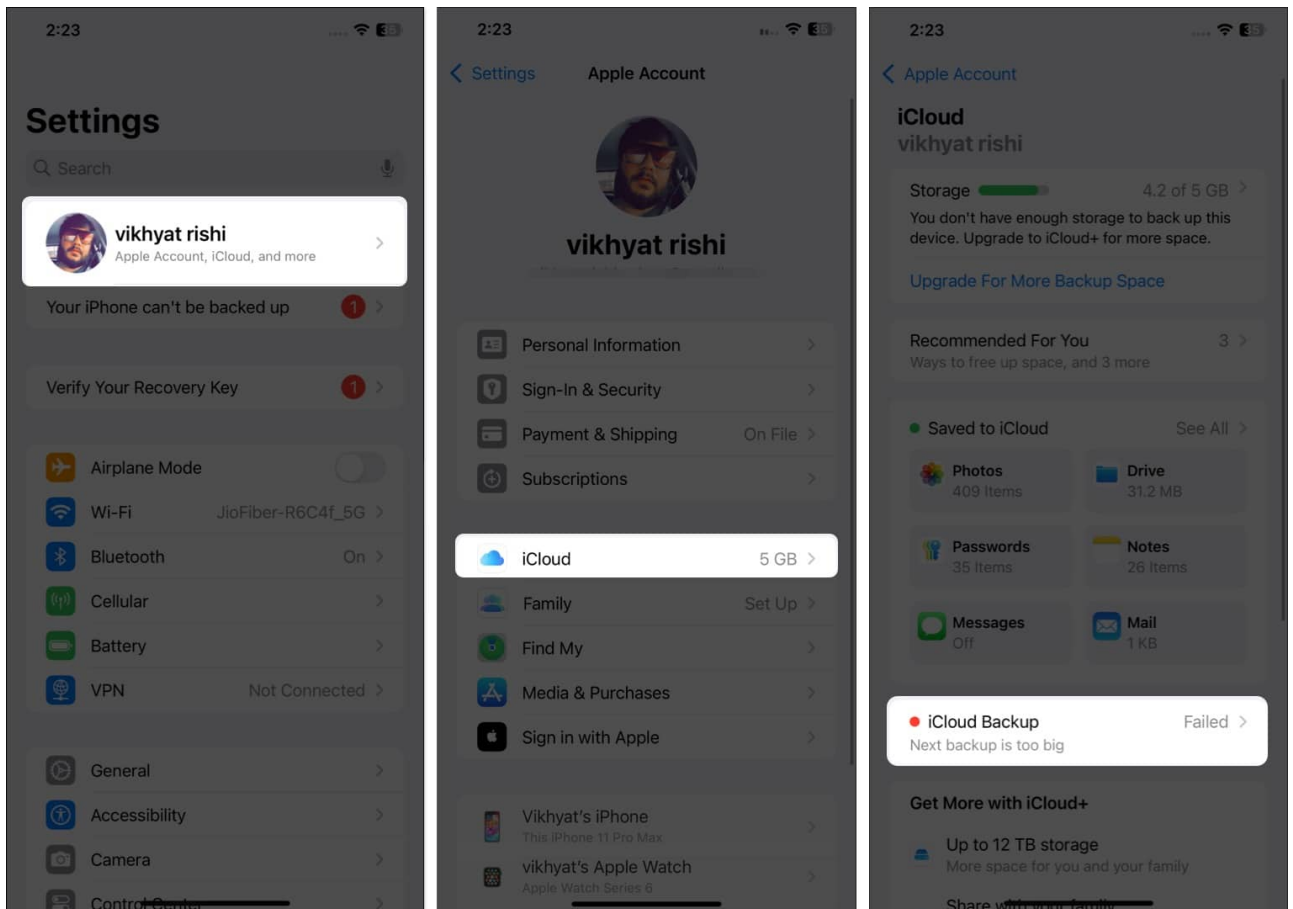 2:23
35
Settings
Search
vikhyat rishi
Apple Account, iCloud, and more
Your iPhone can't be backed up
1
Verify Your Recovery Key
1
Airplane Mode
Wi-Fi
JioFiber-R6C4f_5G
Bluetooth
On
Cellular
Battery
VPN
Not Connected
General
Accessibility
Camera
Control Center
2:23
35
Settings
Apple Account
vikhyat rishi
Personal Information
Sign-In & Security
Payment & Shipping
On File
Subscriptions
iCloud
5 GB
Family
Set Up
Find My
Media & Purchases
Sign in with Apple
Vikhyat's iPhone
This iPhone 11 Pro Max
vikhyat's Apple Watch
Apple Watch Series 6
2:23
35
Apple Account
iCloud
vikhyat rishi
Storage
4.2 of 5 GB
You don't have enough storage to back up this
device. Upgrade to iCloud+ for more space.
Upgrade For More Backup Space
Recommended For You
3
Ways to free up space, and 3 more
Saved to iCloud
See All
Photos
409 Items
Drive
31.2 MB
Passwords
35 Items
Notes
26 Items
Messages
Off
Mail
1 KB
iCloud Backup
Failed
Next backup is too big
Get More with iCloud+
Up to 12 TB storage
More space for you and your family
Share with your family